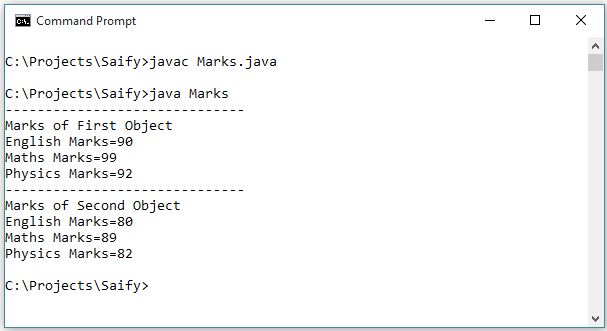 Command Prompt
C:\Projects\Saify>javac Marks.java
C:\Projects\Saify>java Marks
------------------------------
Marks of First Object
English Marks=90
Maths Marks=99
Physics Marks=92
------------------------------
Marks of Second Object
English Marks=80
Maths Marks=89
Physics Marks=82
C:\Projects\Saify>